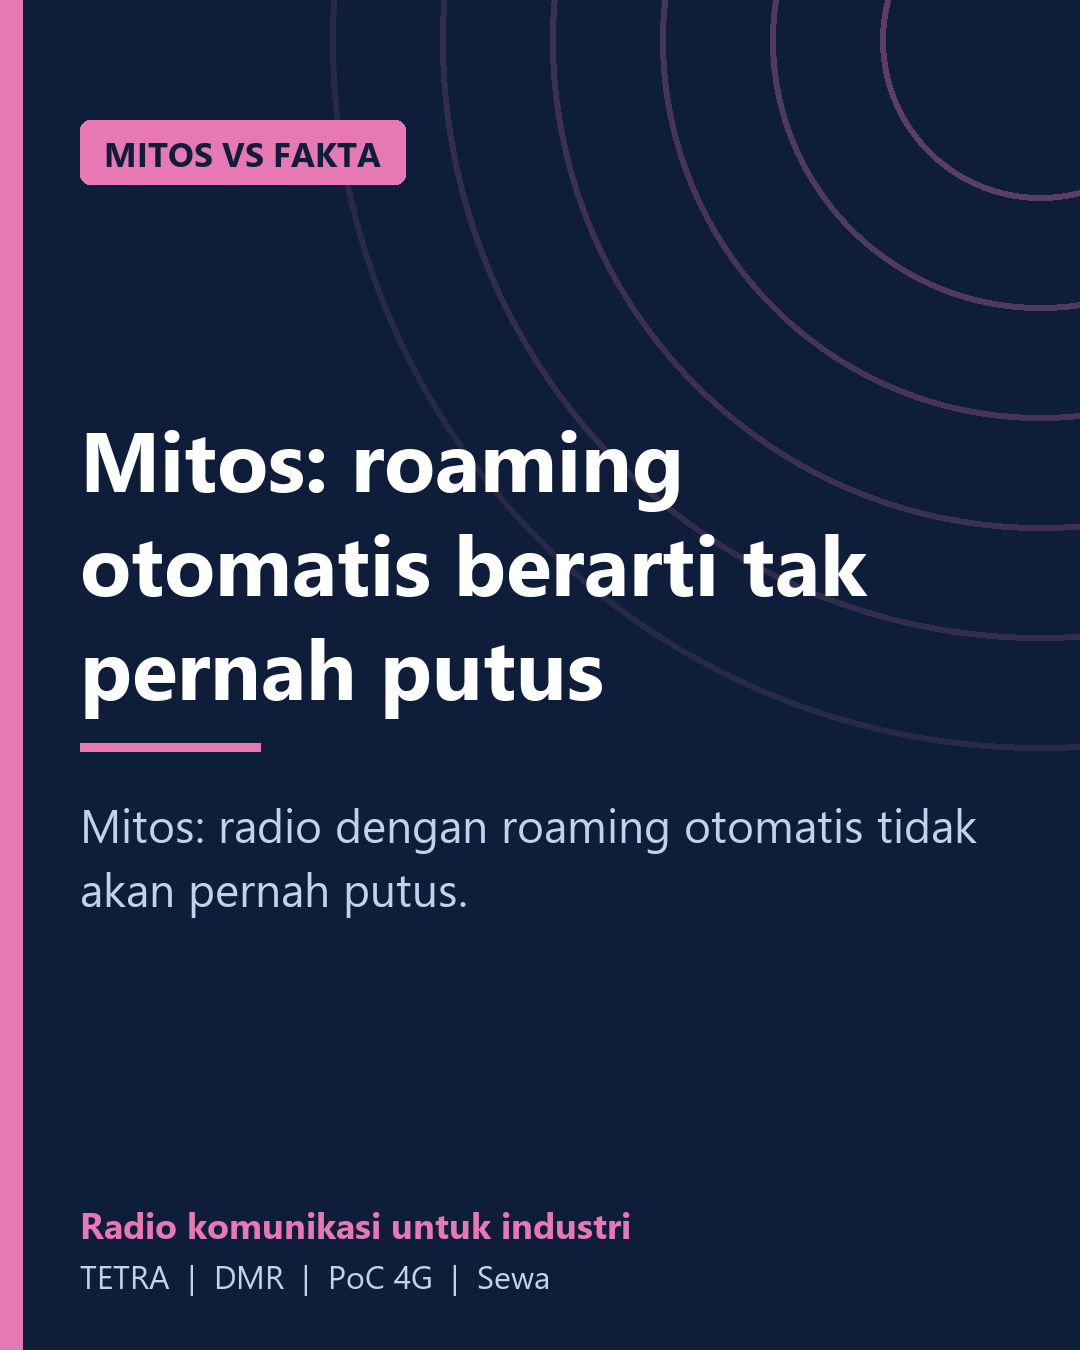 MITOS VS FAKTA
Mitos: roaming
otomatis berarti tak
pernah putus
Mitos: radio dengan roaming otomatis tidak
akan pernah putus.
Radio komunikasi untuk industri
TETRA | DMR | PoC 4G | Sewa